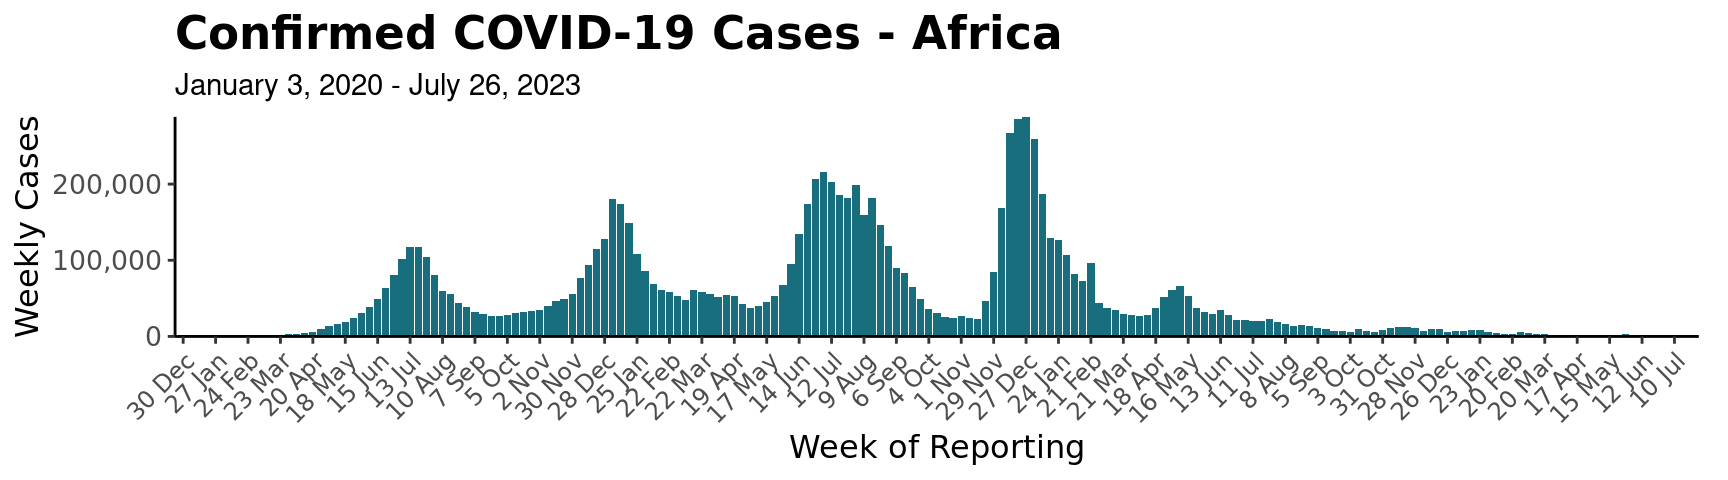 Confirmed COVID-19 Cases - Africa
January 3, 2020 - July 26, 2023
Weekly Cases
200,000
100,000
0
30 Dec
27 Jan
24 Feb
23 Mar
20 Apr
18 May
15 Jun
13 Jul
10 Aug
7 Sep
5 Oct
2 Nov
30 Nov
28 Dec
25 Jan
22 Feb
22 Mar
19 Apr
17 May
14 Jun
12 Jul
9 Aug
6 Sep
4 Oct
1 Nov
29 Nov
27 Dec
24 Jan
21 Feb
21 Mar
18 Apr
16 May
13 Jun
11 Jul
8 Aug
5 Sep
3 Oct
31 Oct
28 Nov
26 Dec
23 Jan
20 Feb
20 Mar
17 Apr
15 May
12 Jun
10 Jul
Week of Reporting